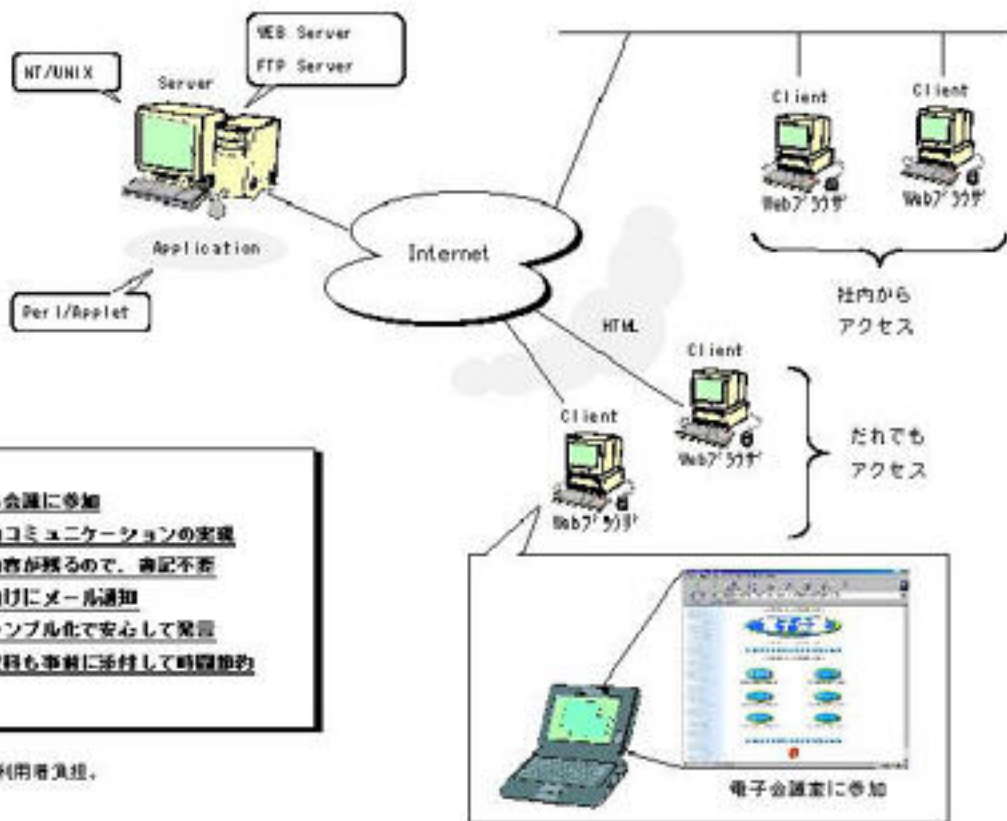 WEB Server
FTP Server
NT/UNIX
Server
Client
Client
Webブラウザ
Webブラウザ
Application
Internet
社内から
アクセス
Perl/Applet
HTML
Client
Client
Webブラウザ
だれでも
アクセス
Webブラウザ
会議に参加
コミュニケーションの実現
内容が残るので、書記不要
けにメール通知
ンブル化で安心して発言
も事前に添付して時間節約
利用者負担。
電子会議室に参加